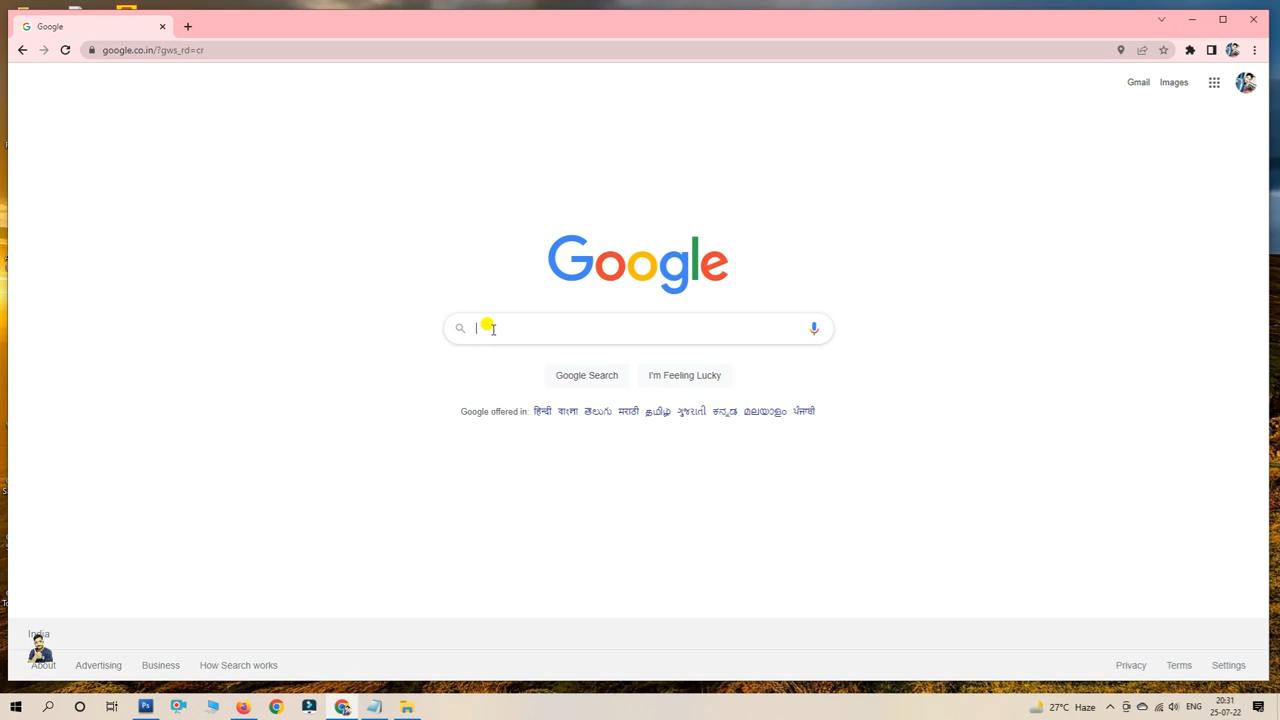 Google
google.co.in/?gws_rd=cr
Gmail Images
Google
Google Search I'm Feeling Lucky
Google offered in: हिन्दी বাংলা తెలుగు मराठी தமிழ் ગુજરાતી ಕನ್ನಡ മലയാളം ਪੰਜਾਬੀ
India
About Advertising Business How Search works Privacy Terms Settings
Ps 27°C Haze ENG 20:31
25-07-22